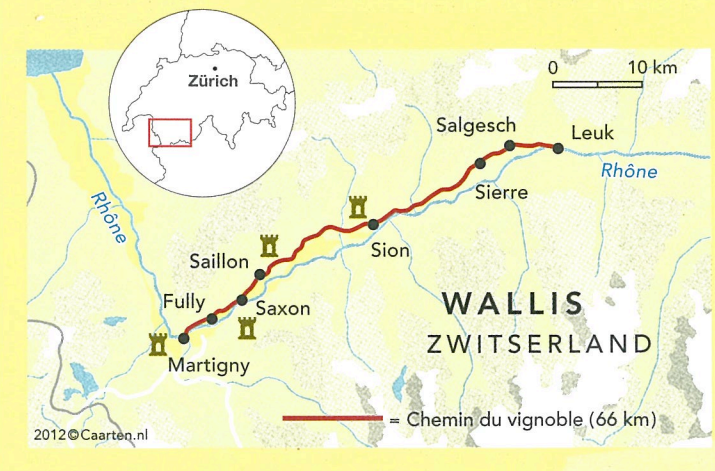 Zürich
0 10 km
Salgesch
Leuk
Rhône
Sierre
Rhône
Sion
Saillon
Fully
Saxon
Martigny
WALLIS
ZWITSERLAND
= Chemin du vignoble (66 km)
2012©Caarten.nl